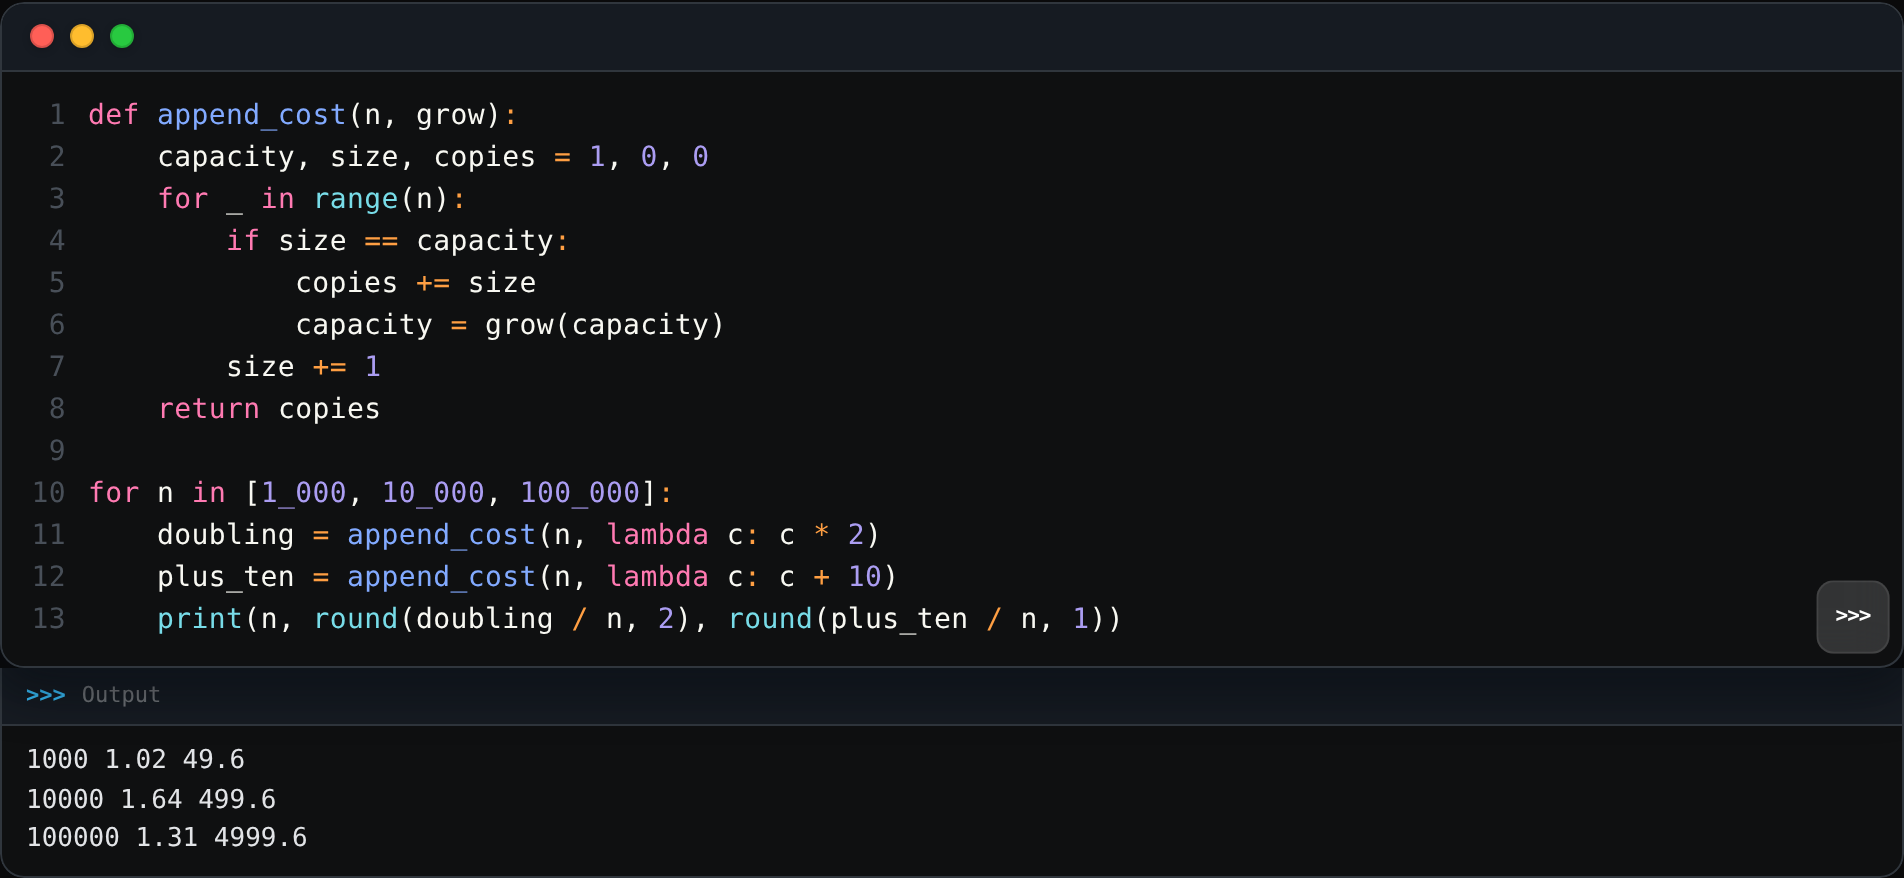 1 def append_cost(n, grow):
2     capacity, size, copies = 1, 0, 0
3     for _ in range(n):
4         if size == capacity:
5             copies += size
6             capacity = grow(capacity)
7         size += 1
8     return copies
9
10 for n in [1_000, 10_000, 100_000]:
11     doubling = append_cost(n, lambda c: c * 2)
12     plus_ten = append_cost(n, lambda c: c + 10)
13     print(n, round(doubling / n, 2), round(plus_ten / n, 1))
>>>
>>> Output
1000 1.02 49.6
10000 1.64 499.6
100000 1.31 4999.6